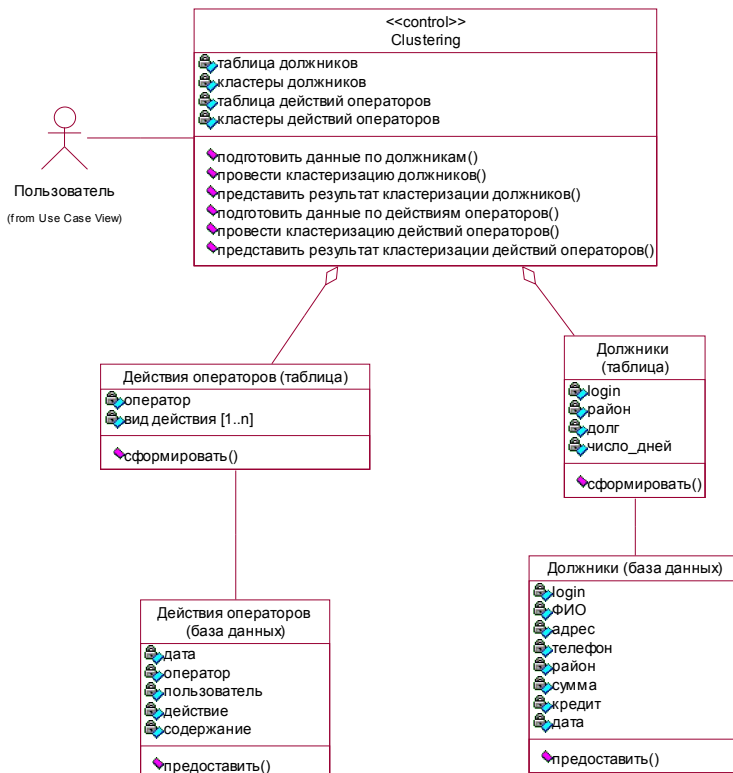 <<control>>
Clustering
таблица должников
кластеры должников
таблица действий операторов
кластеры действий операторов
подготовить данные по должникам()
провести кластеризацию должников()
представить результат кластеризации должников()
подготовить данные по действиям операторов()
провести кластеризацию действий операторов()
представить результат кластеризации действий операторов()
Пользователь
(from Use Case View)
Действия операторов (таблица)
оператор
вид действия [1..n]
сформировать()
Должники
(таблица)
login
район
долг
число_дней
сформировать()
Действия операторов
(база данных)
дата
оператор
пользователь
действие
содержание
предоставить()
Должники (база данных)
login
ФИО
адрес
телефон
район
сумма
кредит
дата
предоставить()